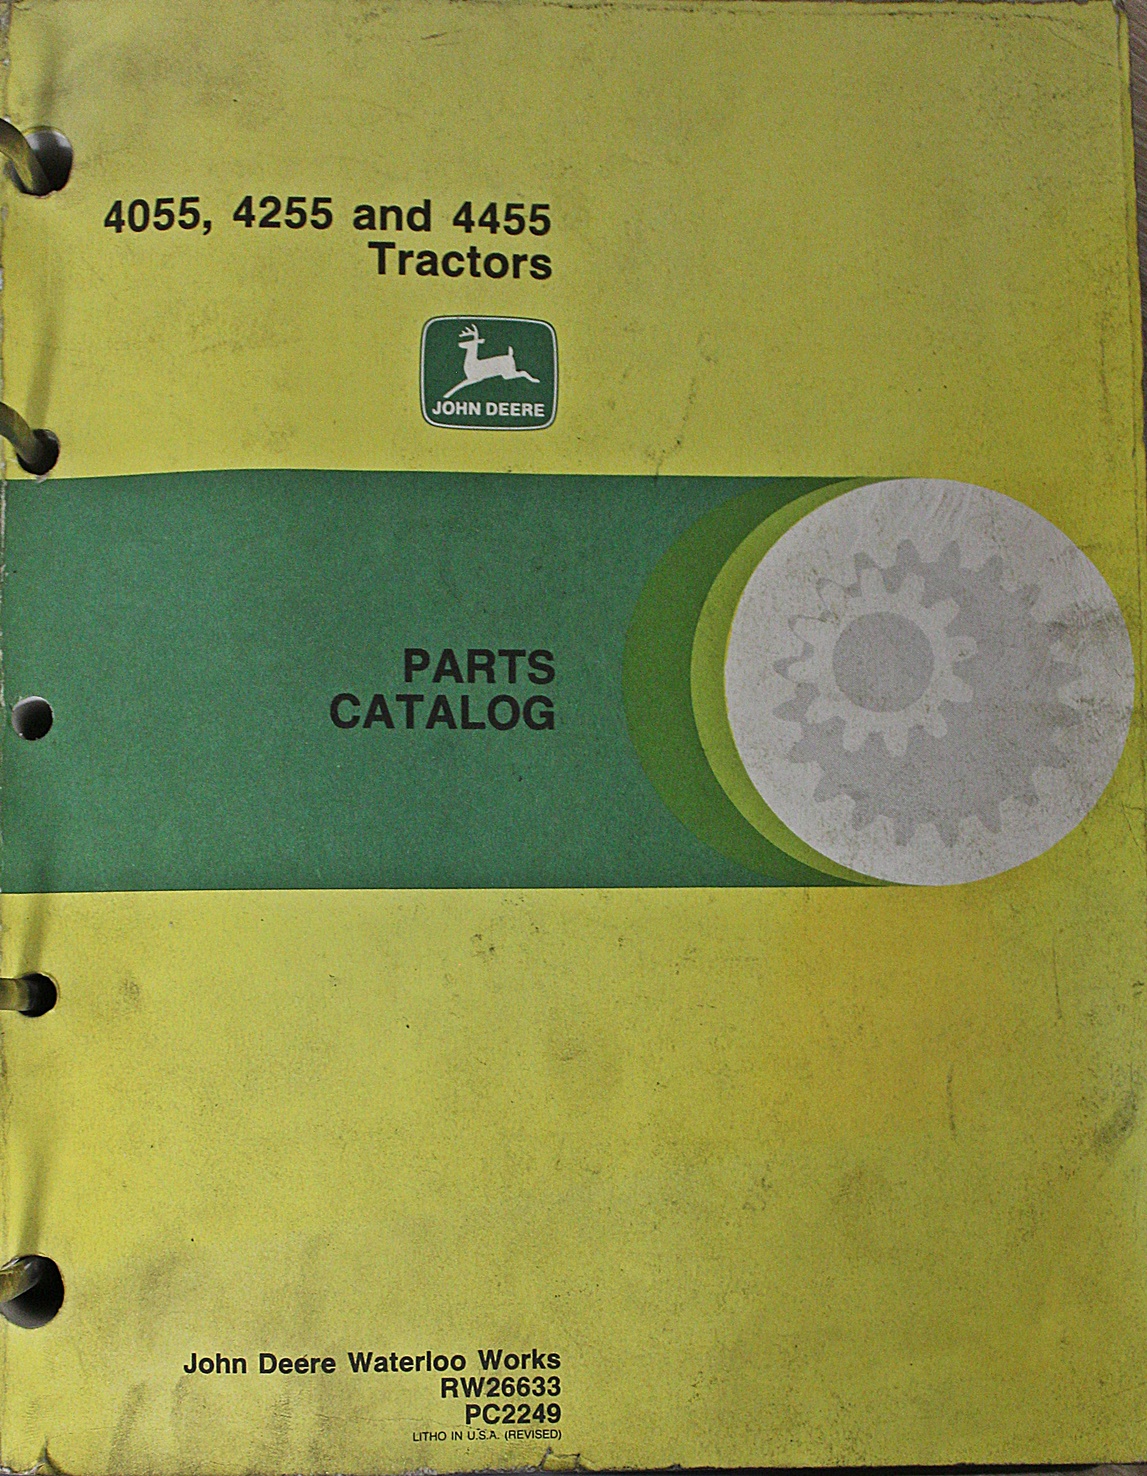 4055, 4255 and 4455
Tractors
JOHN DEERE
PARTS
CATALOG
John Deere Waterloo Works
RW26633
PC2249
LITHO IN U.S.A. (REVISED)